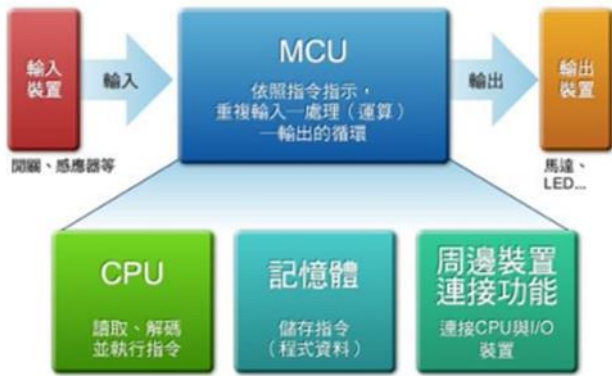 輸入
裝置
輸入
MCU
依照指令指示，
重複輸入—處理（運算）
—輸出的循環
輸出
輸出
裝置
開關、感應器等
馬達、
LED...
CPU
讀取、解碼
並執行指令
記憶體
儲存指令
（程式資料）
周邊裝置
連接功能
連接CPU與I/O
裝置